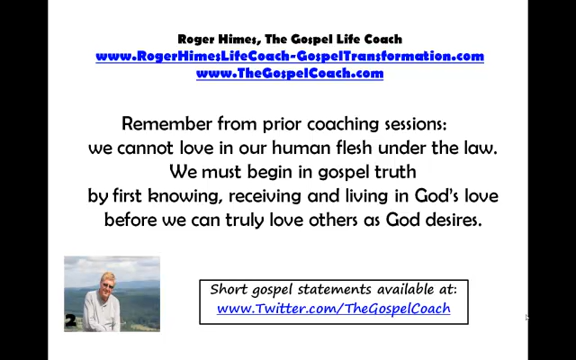 Roger Himes, The Gospel Life Coach
www.RogerHimesLifeCoach-GospelTransformation.com
www.TheGospelCoach.com
Remember from prior coaching sessions:
we cannot love in our human flesh under the law.
We must begin in gospel truth
by first knowing, receiving and living in God's love
before we can truly love others as God desires.
2
Short gospel statements available at:
www.Twitter.com/TheGospelCoach